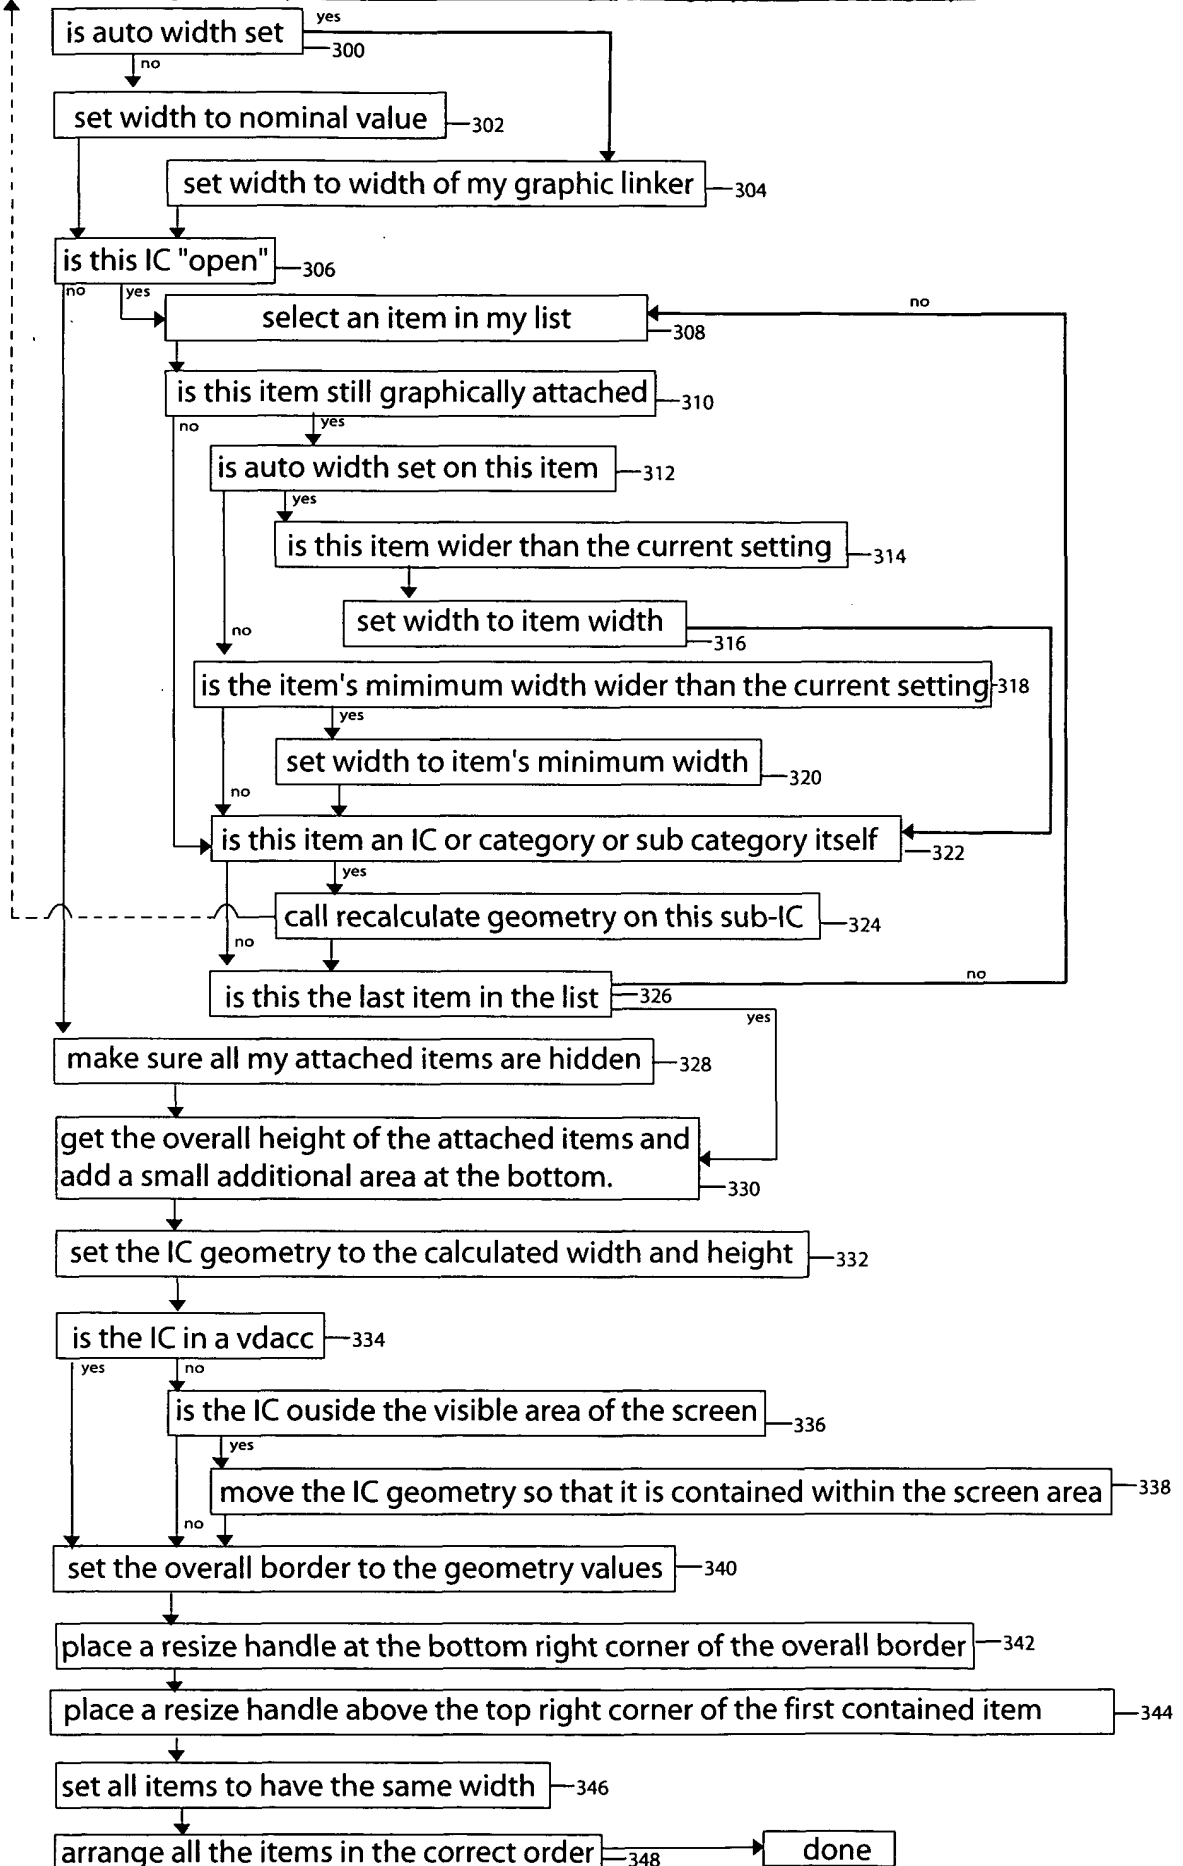 yes
is auto width set
300
no
set width to nominal value
302
set width to width of my graphic linker
304
is this IC "open"
306
no
yes
no
select an item in my list
308
is this item still graphically attached
310
no
yes
is auto width set on this item
312
yes
is this item wider than the current setting
314
set width to item width
316
no
is the item's mimimum width wider than the current setting
318
yes
set width to item's minimum width
320
no
is this item an IC or category or sub category itself
322
yes
call recalculate geometry on this sub-IC
324
no
no
is this the last item in the list
326
yes
make sure all my attached items are hidden
328
get the overall height of the attached items and
add a small additional area at the bottom.
330
set the IC geometry to the calculated width and height
332
is the IC in a vdacc
334
yes
no
is the IC ouside the visible area of the screen
336
yes
move the IC geometry so that it is contained within the screen area
338
no
set the overall border to the geometry values
340
place a resize handle at the bottom right corner of the overall border
342
place a resize handle above the top right corner of the first contained item
344
set all items to have the same width
346
arrange all the items in the correct order
348
done